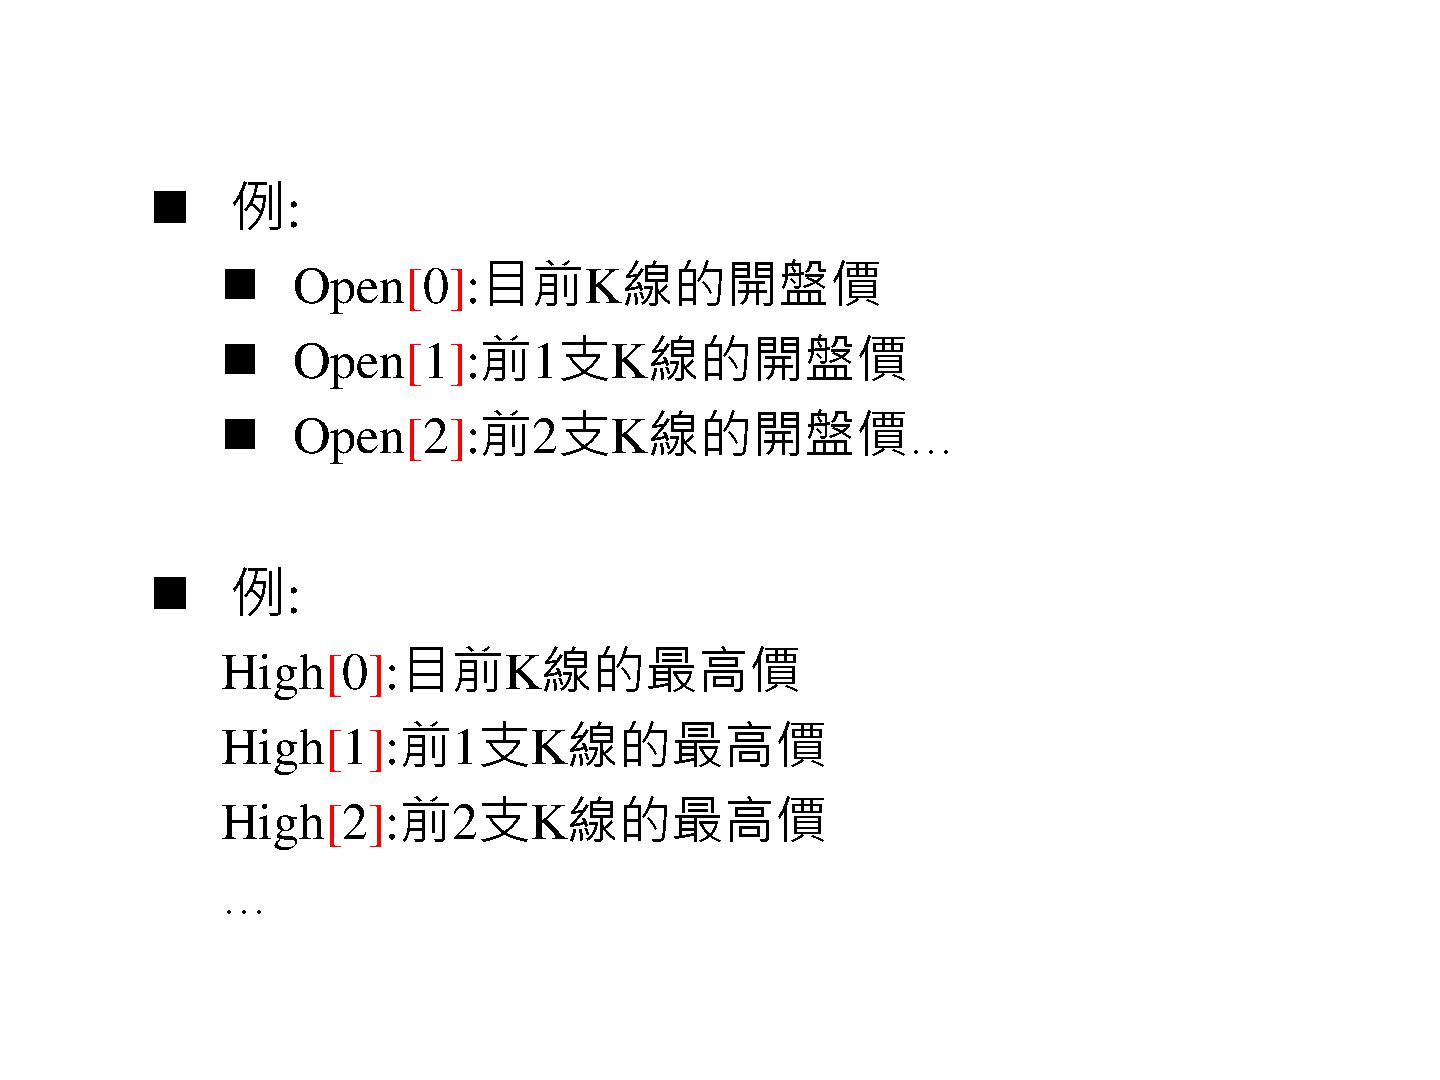 ■ 例:
■ Open[0]:目前K線的開盤價
■ Open[1]:前1支K線的開盤價
■ Open[2]:前2支K線的開盤價…
■ 例:
High[0]:目前K線的最高價
High[1]:前1支K線的最高價
High[2]:前2支K線的最高價
…